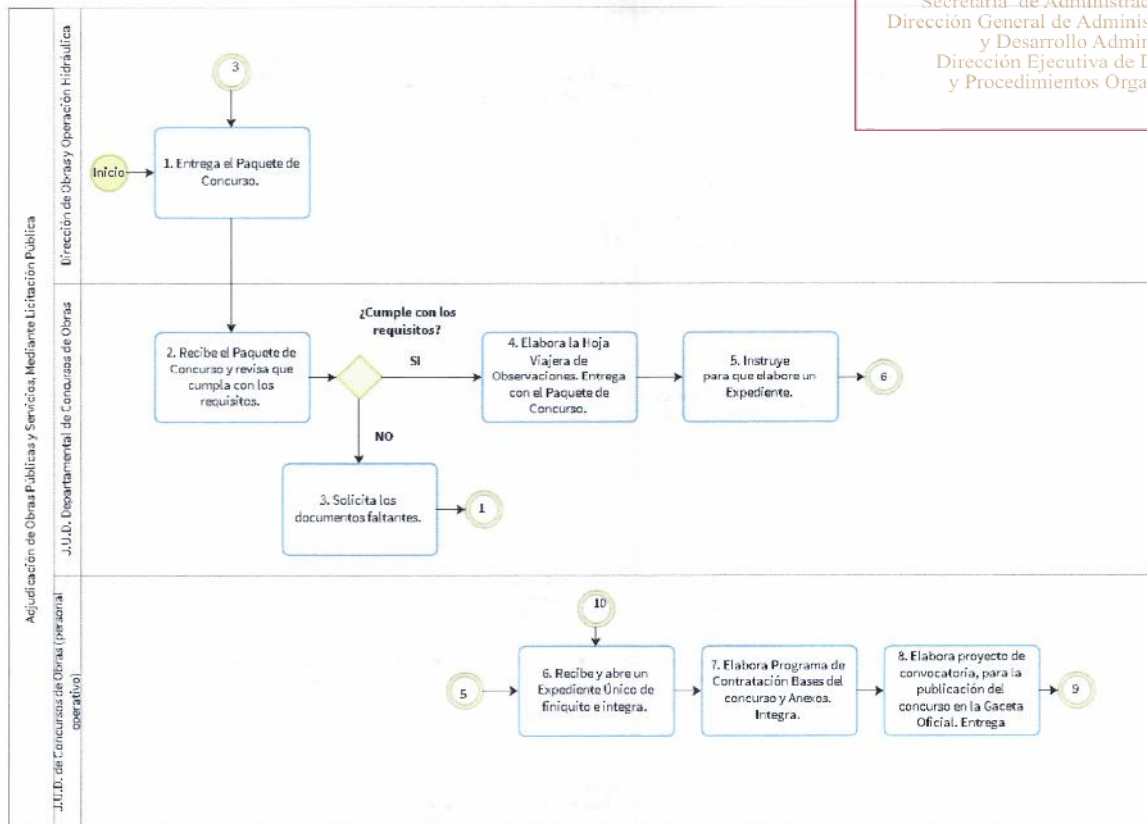 Secretaría de Administrac
Dirección General de Adminis
y Desarrollo Admin
Dirección Ejecutiva de D
y Procedimientos Orga
Adjudicación de Obras Públicas y Servicios, Mediante Licitación Pública
Dirección de Obras y Operación Hidráulica
3
Inicio
1. Entrega el Paquete de
Concurso.
J.U.D. Departamental de Concursos de Obras
2. Recibe el Paquete de
Concurso y revisa que
cumpla con los
requisitos.
¿Cumple con los
requisitos?
SI
NO
4. Elabora la Hoja
Viajera de
Observaciones. Entrega
con el Paquete de
Concurso.
5. Instruye
para que elabore un
Expediente.
6
3. Solicita los
documentos faltantes.
1
J.U.D. de Concursos de Obras (personal
operativo)
10
5
6. Recibe y abre un
Expediente Único de
finiquito e integra.
7. Elabora Programa de
Contratación Bases del
concurso y Anexos.
Integra.
8. Elabora proyecto de
convocatoria, para la
publicación del
concurso en la Gaceta
Oficial. Entrega
9